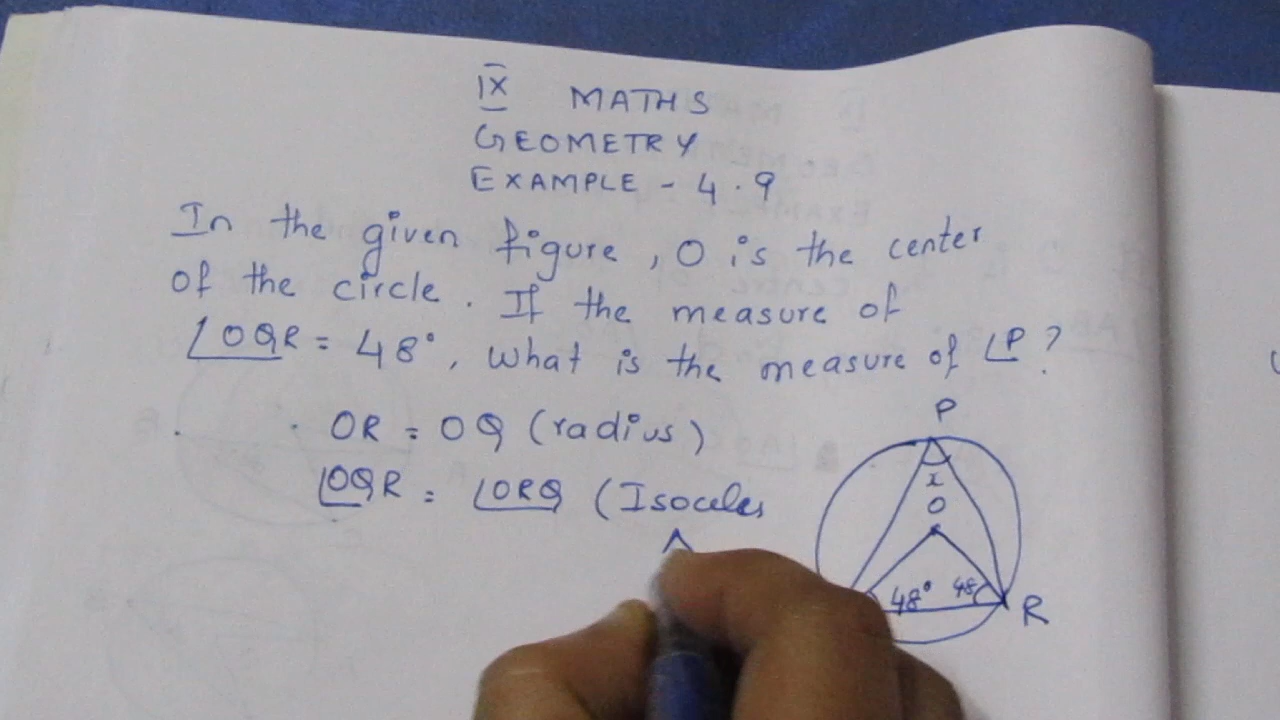 IX MATHS
GEOMETRY
EXAMPLE - 4.9
In the given figure, O is the center
of the circle. If the measure of
∠OQR = 48°, what is the measure of ∠P?
OR = OQ (radius)
∠OQR = ∠ORQ (Isoceles
P
x
O
48° 48
R